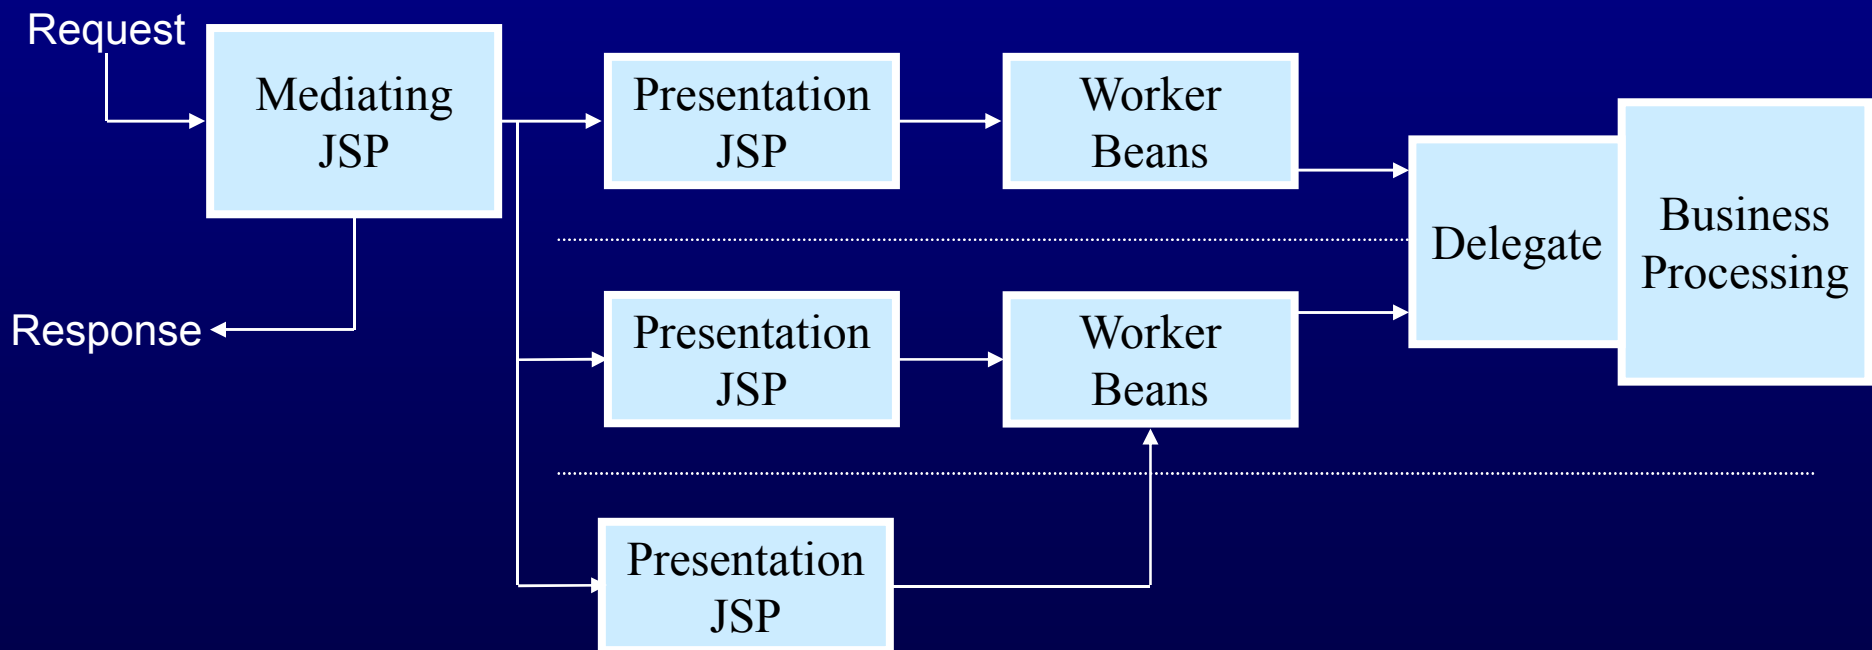 Request
Mediating
JSP
Presentation
JSP
Worker
Beans
Delegate
Business
Processing
Response
Presentation
JSP
Worker
Beans
Presentation
JSP